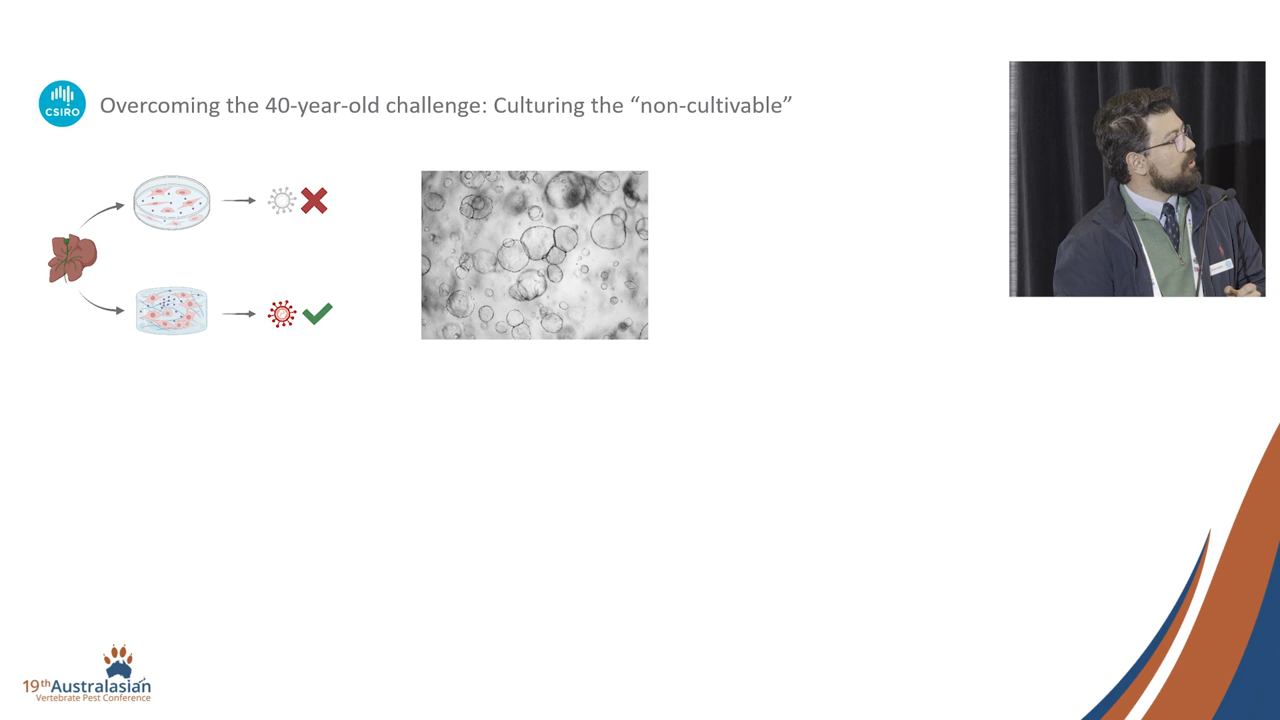 CSIRO
Overcoming the 40-year-old challenge: Culturing the “non-cultivable”
19th Australasian
Vertebrate Pest Conference